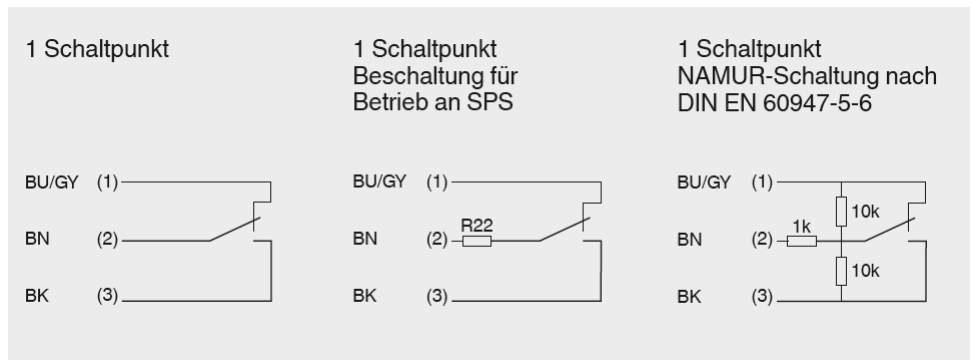 1 Schaltpunkt
BU/GY (1)
BN (2)
BK (3)
1 Schaltpunkt
Beschaltung für
Betrieb an SPS
BU/GY (1)
BN (2) R22
BK (3)
1 Schaltpunkt
NAMUR-Schaltung nach
DIN EN 60947-5-6
BU/GY (1)
10k
BN (2) 1k
10k
BK (3)